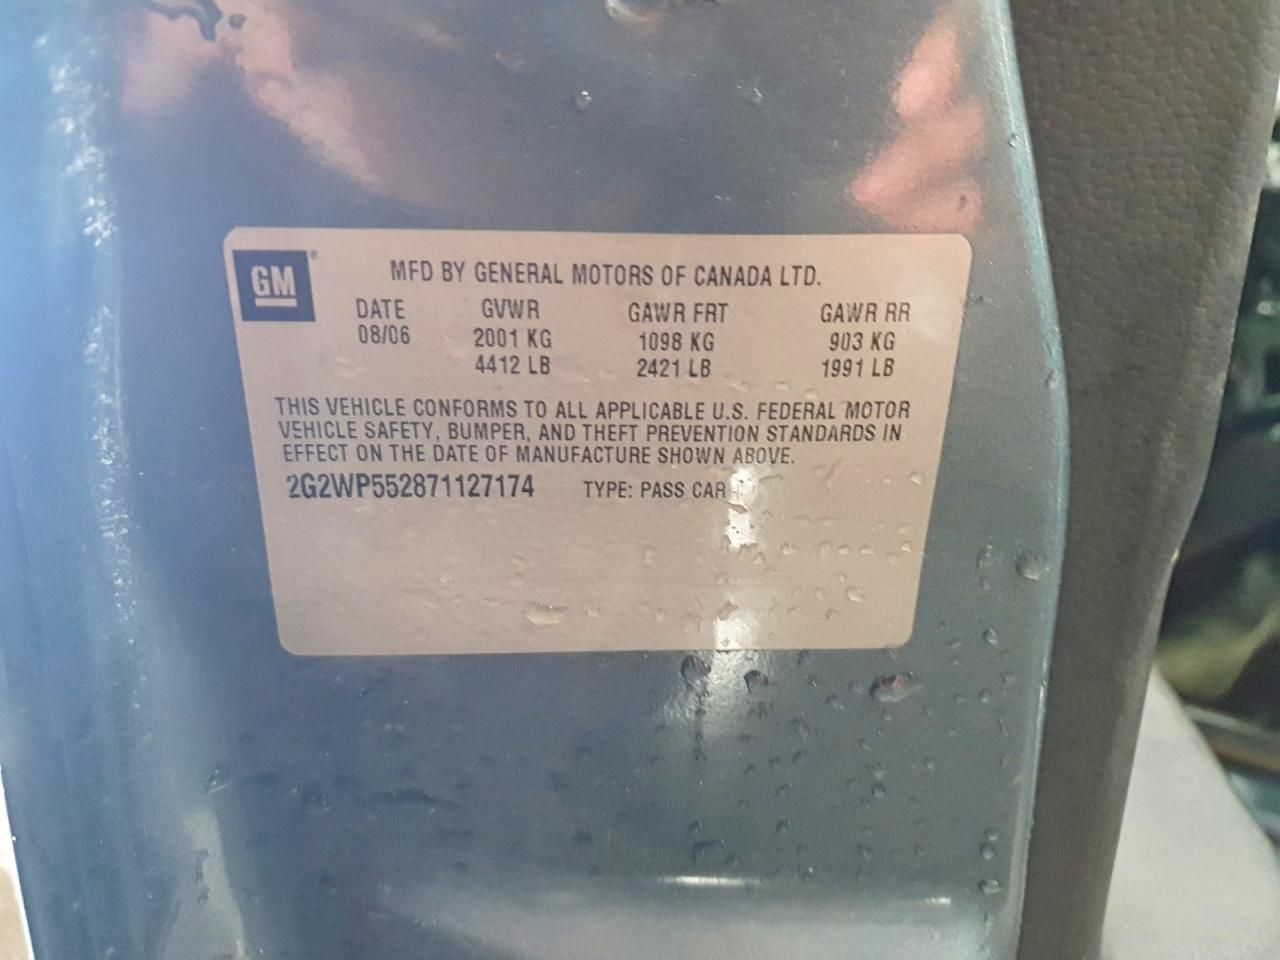 GM®
MFD BY GENERAL MOTORS OF CANADA LTD.
DATE GVWR GAWR FRT GAWR RR
08/06 2001 KG 1098 KG 903 KG
4412 LB 2421 LB 1991 LB
THIS VEHICLE CONFORMS TO ALL APPLICABLE U.S. FEDERAL MOTOR
VEHICLE SAFETY, BUMPER, AND THEFT PREVENTION STANDARDS IN
EFFECT ON THE DATE OF MANUFACTURE SHOWN ABOVE.
2G2WP552871127174 TYPE: PASS CAR